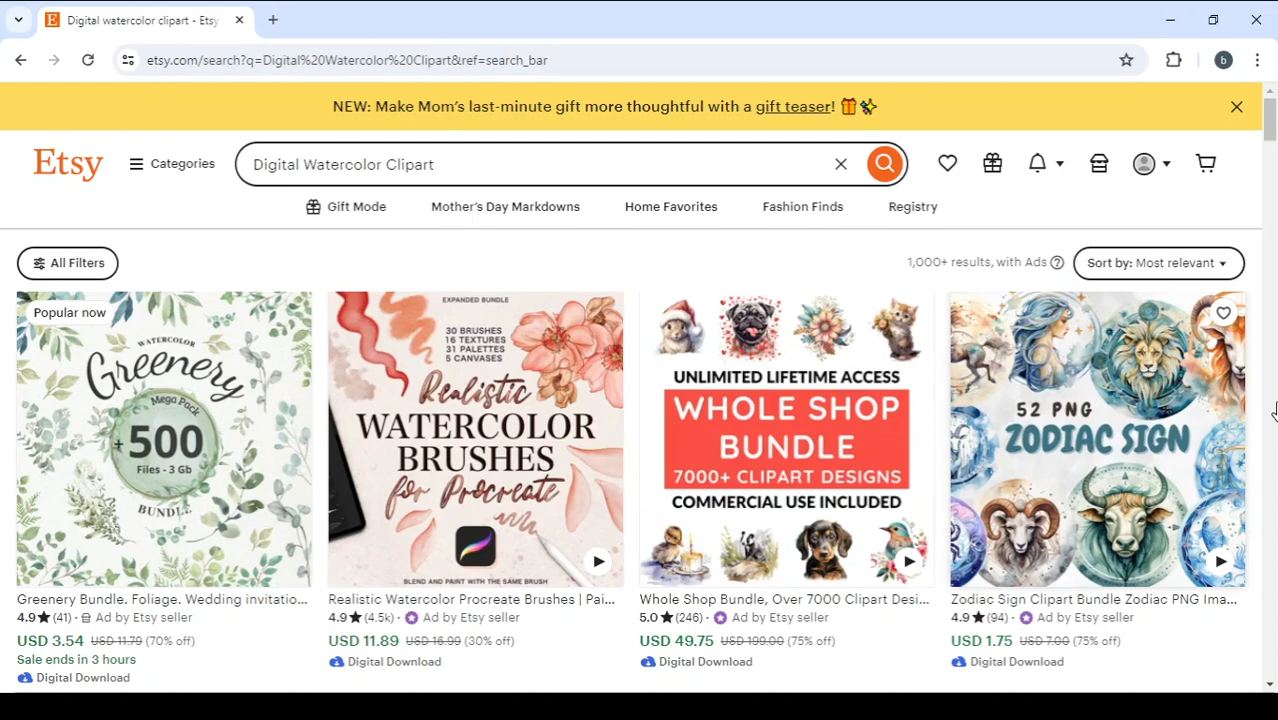 Digital watercolor clipart - Etsy
etsy.com/search?q=Digital%20Watercolor%20Clipart&ref=search_bar
b
NEW: Make Mom's last-minute gift more thoughtful with a gift teaser! 🎁✨
Etsy
Categories
Digital Watercolor Clipart
Gift Mode
Mother's Day Markdowns
Home Favorites
Fashion Finds
Registry
All Filters
1,000+ results, with Ads
Sort by: Most relevant
Popular now
WATERCOLOR
Greenery
Mega Pack
+500
Files - 3 Gb
BUNDLE
EXPANDED BUNDLE
30 BRUSHES
16 TEXTURES
31 PALETTES
5 CANVASES
Realistic
WATERCOLOR
BRUSHES
for Procreate
BLEND AND PAINT WITH THE SAME BRUSH
UNLIMITED LIFETIME ACCESS
WHOLE SHOP
BUNDLE
7000+ CLIPART DESIGNS
COMMERCIAL USE INCLUDED
52 PNG
ZODIAC SIGN
Greenery Bundle. Foliage. Wedding invitatio...
4.9★ (41) · Ad by Etsy seller
USD 3.54 USD 11.79 (70% off)
Sale ends in 3 hours
Digital Download
Realistic Watercolor Procreate Brushes | Pai...
4.9★ (4.5k) · Ad by Etsy seller
USD 11.89 USD 16.99 (30% off)
Digital Download
Whole Shop Bundle, Over 7000 Clipart Desi...
5.0★ (246) · Ad by Etsy seller
USD 49.75 USD 199.00 (75% off)
Digital Download
Zodiac Sign Clipart Bundle Zodiac PNG Ima...
4.9★ (94) · Ad by Etsy seller
USD 1.75 USD 7.00 (75% off)
Digital Download